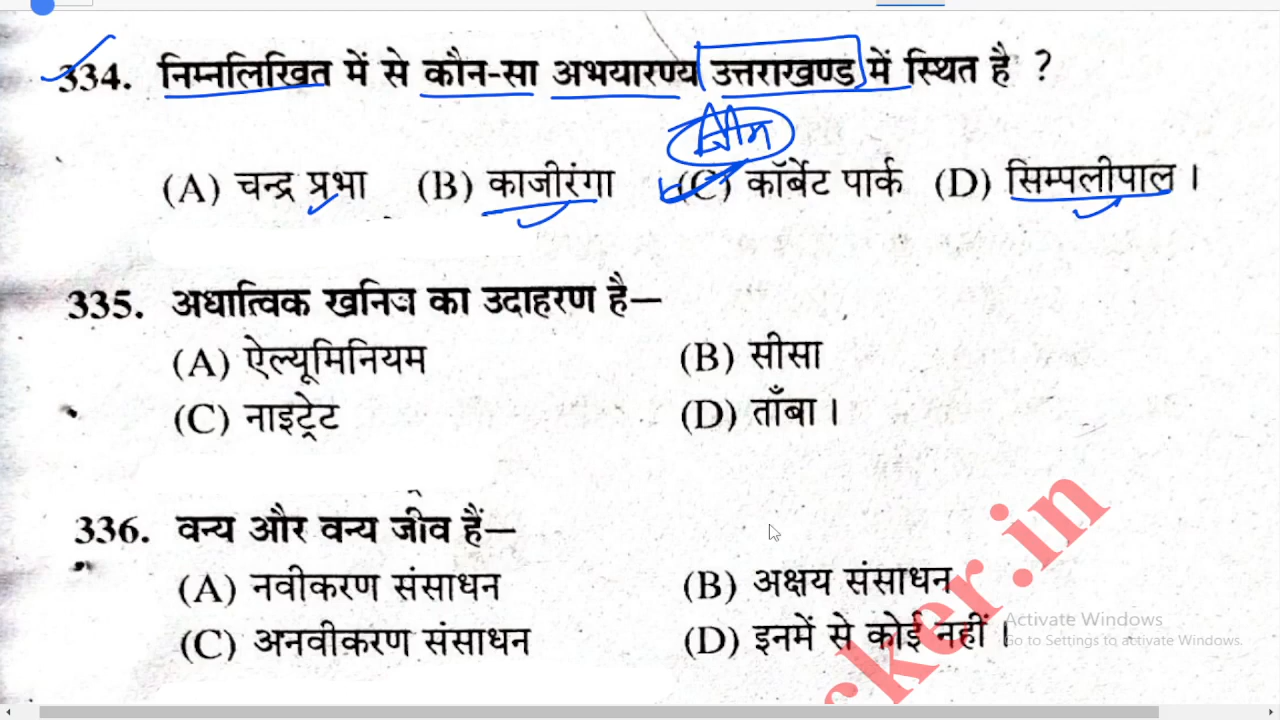 334. निम्नलिखित में से कौन-सा अभयारण्य उत्तराखण्ड में स्थित है ?
(A) चन्द्र प्रभा (B) काजीरंगा (C) कॉर्बेट पार्क (D) सिम्पलीपाल ।
335. अधात्विक खनिज का उदाहरण है—
(A) ऐल्यूमिनियम (B) सीसा
(C) नाइट्रेट (D) ताँबा ।
336. वन्य और वन्य जीव हैं—
(A) नवीकरण संसाधन (B) अक्षय संसाधन
(C) अनवीकरण संसाधन (D) इनमें से कोई नहीं ।
ker.in
Activate Windows
Go to Settings to activate Windows.